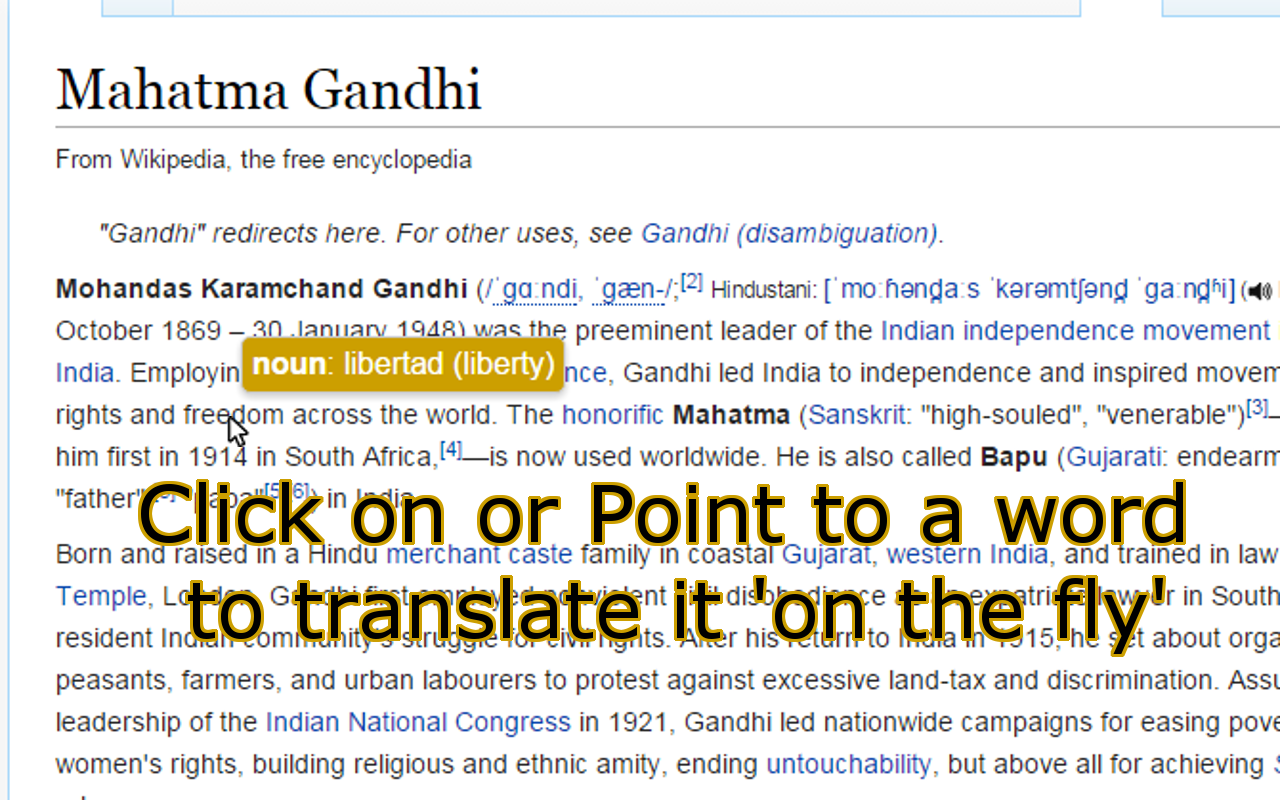 Mahatma Gandhi
From Wikipedia, the free encyclopedia
"Gandhi" redirects here. For other uses, see Gandhi (disambiguation).
Mohandas Karamchand Gandhi (/ˈɡɑːndi, ˈɡæn-/;[2] Hindustani: [ˈmoːɦənd̪aːs ˈkərəmtʃənd̪ ˈɡaːnd̪ʱi] (
October 1869 – 30 January 1948) was the preeminent leader of the Indian independence movement
noun: libertad (liberty)
India. Employin nce, Gandhi led India to independence and inspired movem
rights and freedom across the world. The honorific Mahatma (Sanskrit: "high-souled", "venerable")[3]—
him first in 1914 in South Africa,[4]—is now used worldwide. He is also called Bapu (Gujarati: endearm
"father" in India
Click on or Point to a word
Born and raised in a Hindu merchant caste family in coastal Gujarat, western India, and trained in law
to translate it 'on the fly'
Temple, London, Gandhi first employed nonviolent civil disobedience as an expatriate lawyer in South
resident Indian community's struggle for civil rights. After his return to India in 1915, he set about orga
peasants, farmers, and urban labourers to protest against excessive land-tax and discrimination. Assu
leadership of the Indian National Congress in 1921, Gandhi led nationwide campaigns for easing pove
women's rights, building religious and ethnic amity, ending untouchability, but above all for achieving S